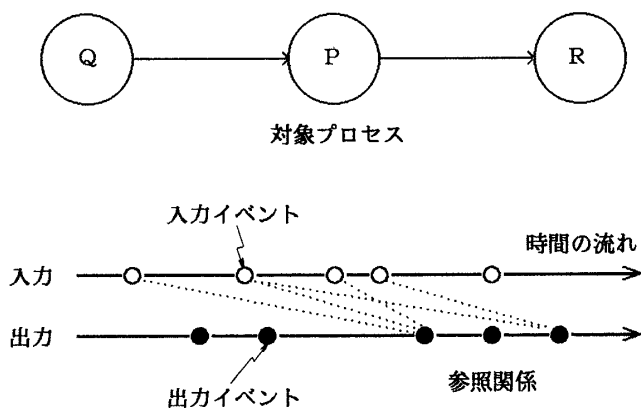 Q
P
R
対象プロセス
入力イベント
時間の流れ
入力
出力
出力イベント
参照関係